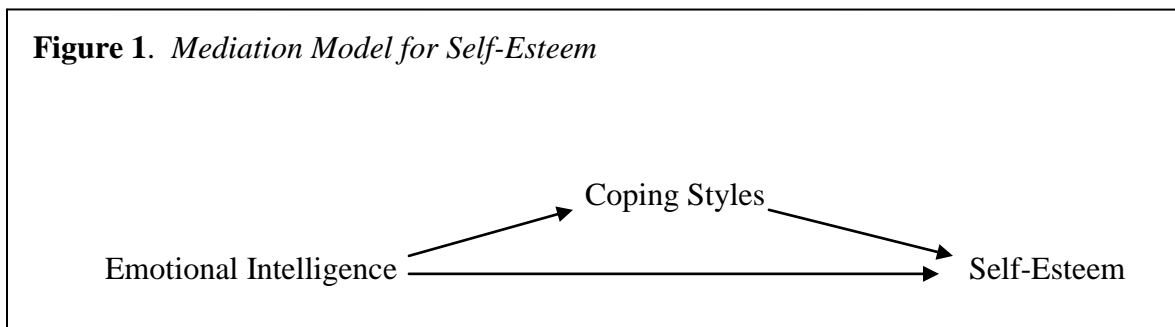 Figure 1. Mediation Model for Self-Esteem
Coping Styles
Emotional Intelligence
Self-Esteem